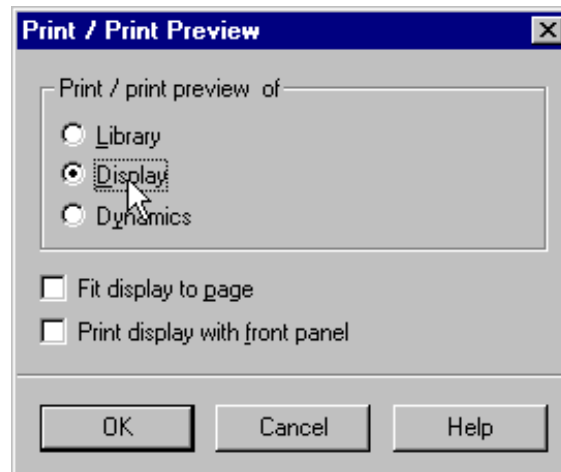 Print / Print Preview
Print / print preview of
Library
Display
Dynamics
Fit display to page
Print display with front panel
OK Cancel Help